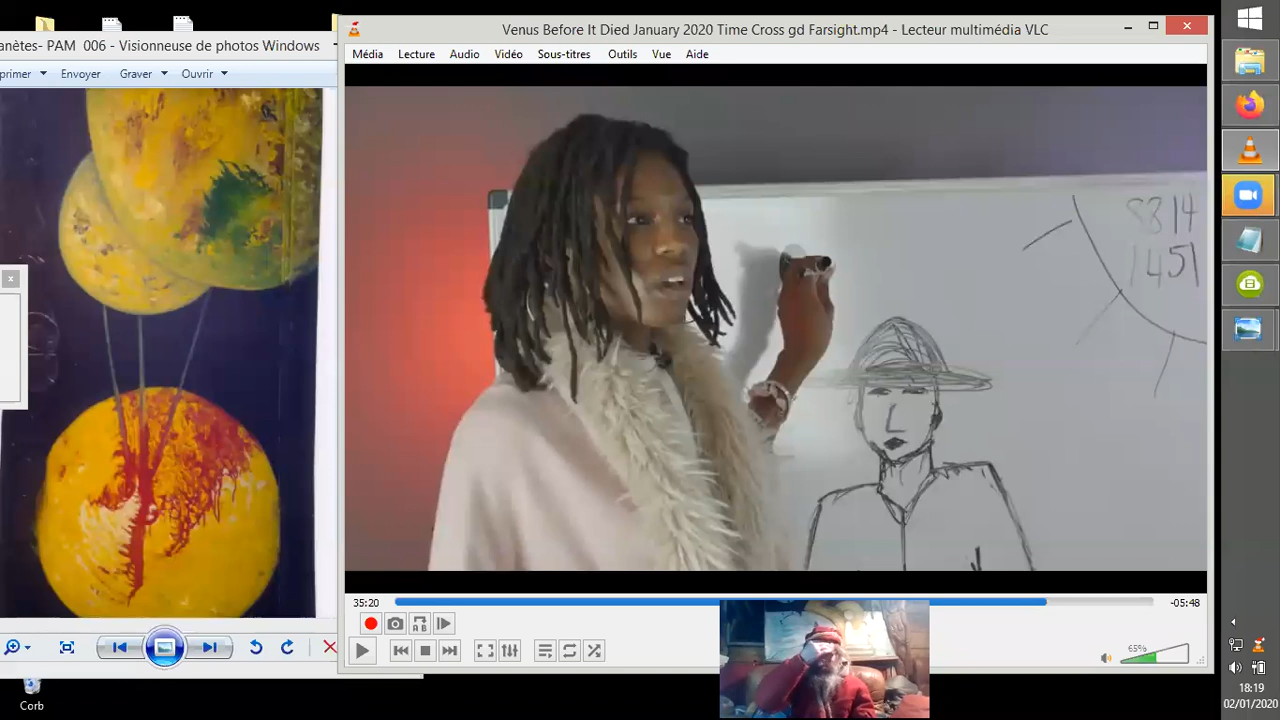 anètes- PAM 006 - Visionneuse de photos Windows
primer Envoyer Graver Ouvrir
Venus Before It Died January 2020 Time Cross gd Farsight.mp4 - Lecteur multimédia VLC
Média Lecture Audio Vidéo Sous-titres Outils Vue Aide
8814
1451
35:20
-05:48
A B
65%
Corb
18:19
02/01/2020